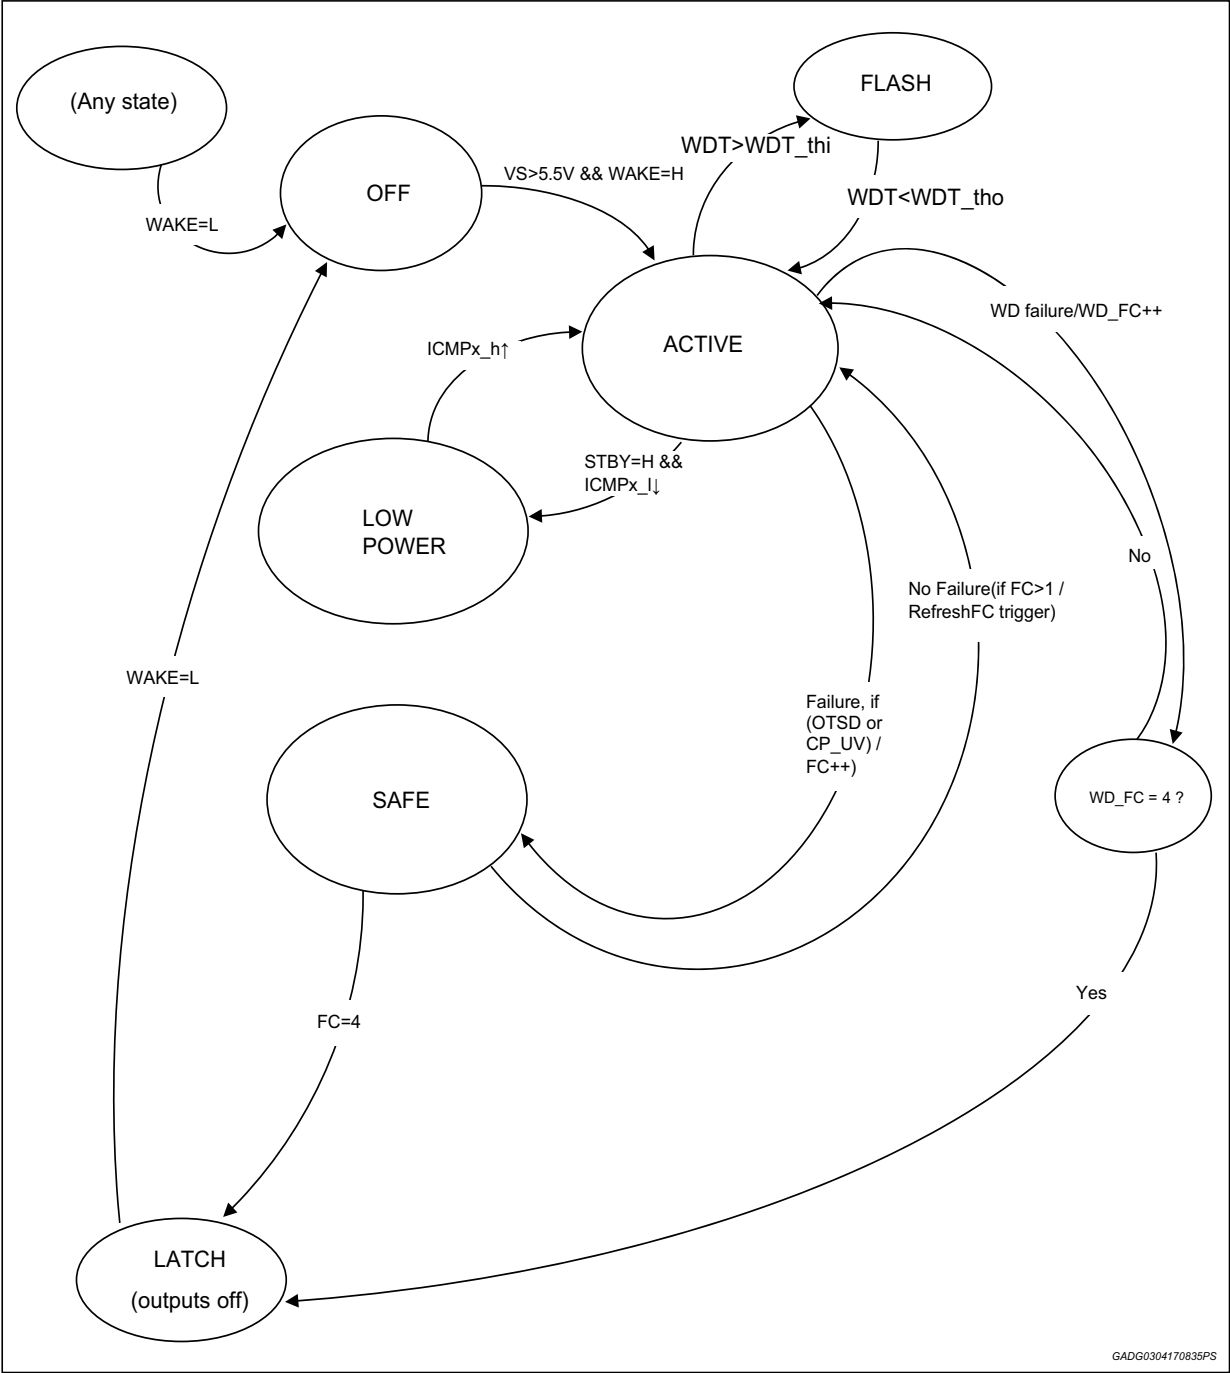 (Any state)
FLASH
WDT>WDT_thi
VS>5.5V && WAKE=H
OFF
WDT<WDT_tho
WAKE=L
WD failure/WD_FC++
ACTIVE
ICMPx_h↑
STBY=H &&
ICMPx_l↓
LOW
POWER
No
No Failure(if FC>1 /
RefreshFC trigger)
WAKE=L
Failure, if
(OTSD or
CP_UV) /
FC++)
SAFE
WD_FC = 4 ?
Yes
FC=4
LATCH
(outputs off)
GADG0304170835PS